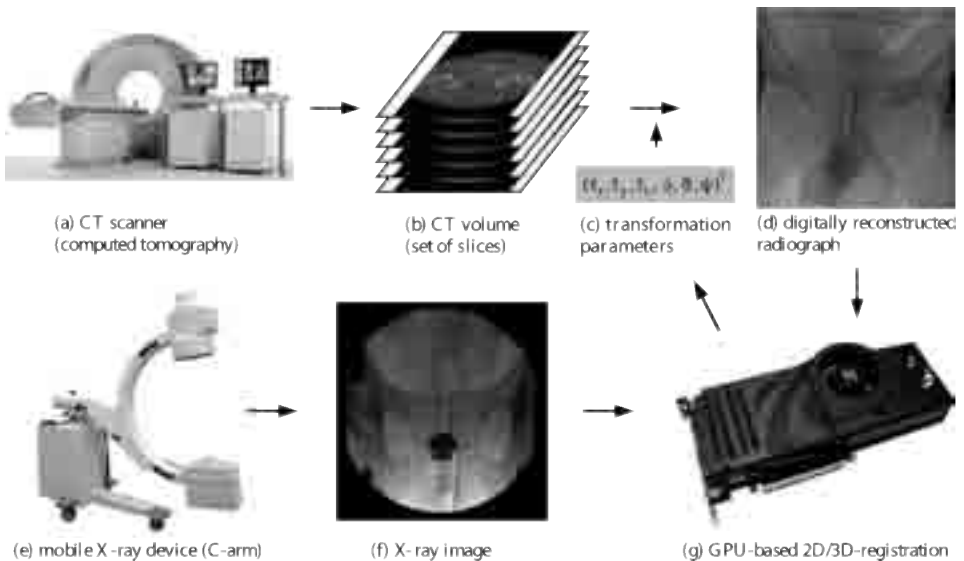 (a) CT scanner
(computed tomography)
(b) CT volume
(set of slices)
(c) transformation
parameters
(d) digitally reconstructed
radiograph
(e) mobile X-ray device (C-arm)
(f) X-ray image
(g) GPU-based 2D/3D-registration